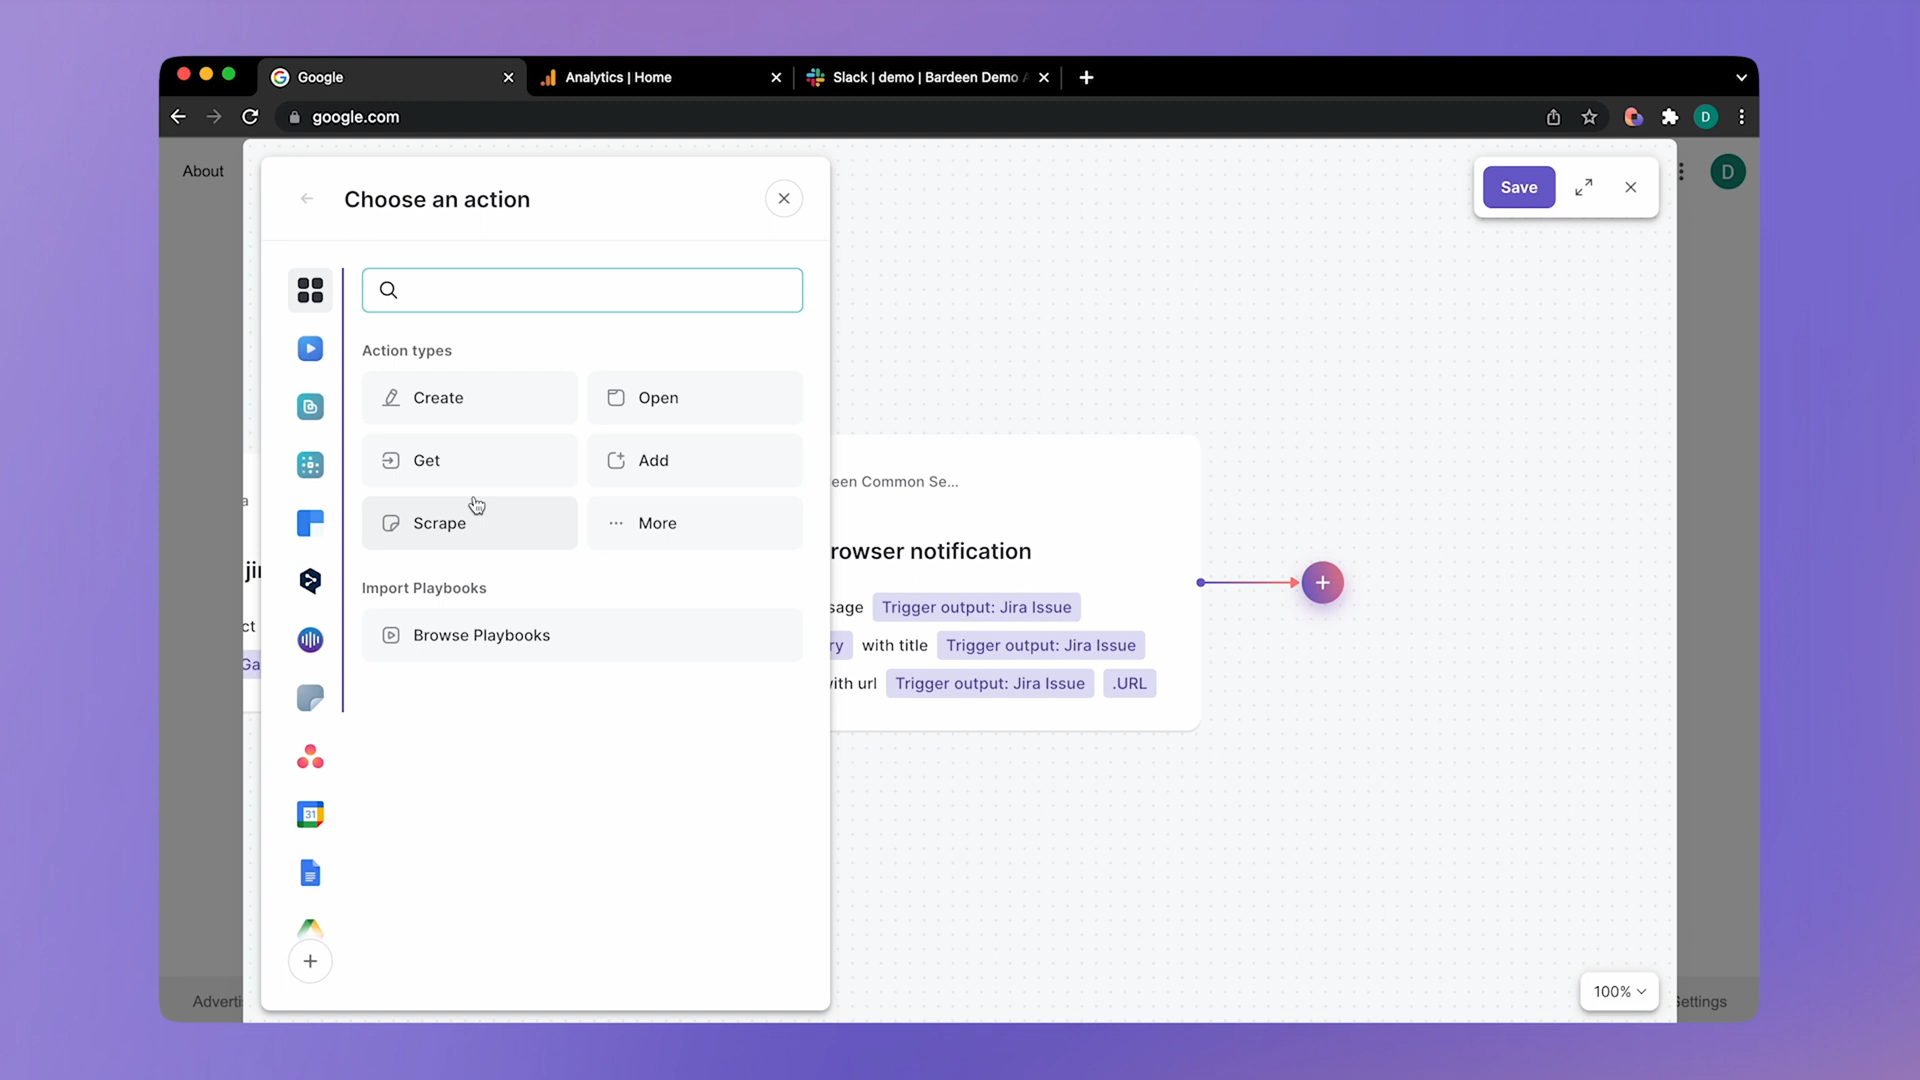 Google
Analytics | Home
Slack | demo | Bardeen Demo
google.com
D
About
D
Choose an action
Save
Action types
Create
Open
Get
Add
Scrape
More
Import Playbooks
Browse Playbooks
31
a
jir
ct
Ga
een Common Se...
rowser notification
sage Trigger output: Jira Issue
ry with title Trigger output: Jira Issue
ith url Trigger output: Jira Issue .URL
100%
Adverti
ettings